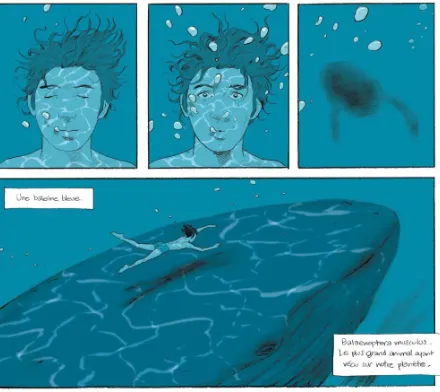 Une baleine bleue.
Balaenoptera musculus.
Le plus grand animal ayant
vécu sur notre planète.